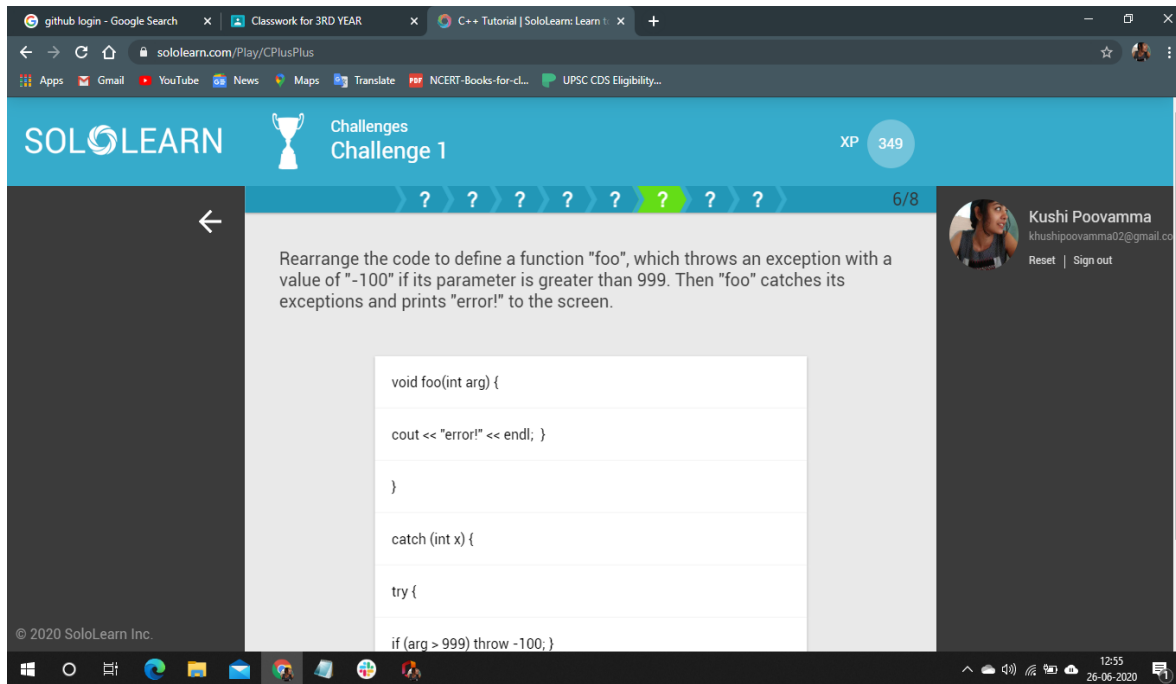 github login - Google Search
Classwork for 3RD YEAR
C++ Tutorial | SoloLearn: Learn to
sololearn.com/Play/CPlusPlus
Apps Gmail YouTube News Maps Translate NCERT-Books-for-cl... UPSC CDS Eligibility...
SOLOLEARN
Challenges
Challenge 1
XP 349
? ? ? ? ? ? ? ? 6/8
Kushi Poovamma
khushipoovamma02@gmail.co
Reset | Sign out
Rearrange the code to define a function "foo", which throws an exception with a
value of "-100" if its parameter is greater than 999. Then "foo" catches its
exceptions and prints "error!" to the screen.
void foo(int arg) {
cout << "error!" << endl; }
}
catch (int x) {
try {
if (arg > 999) throw -100; }
© 2020 SoloLearn Inc.
12:55
26-06-2020